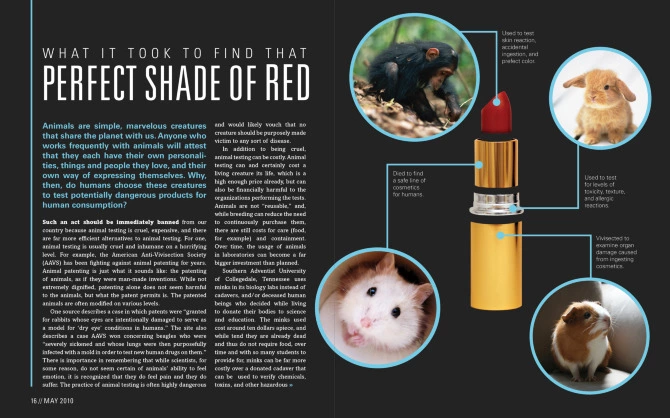 WHAT IT TOOK TO FIND THAT
PERFECT SHADE OF RED
Animals are simple, marvelous creatures
that share the planet with us. Anyone who
works frequently with animals will attest
that they each have their own personali-
ties, things and people they love, and their
own way of expressing themselves. Why,
then, do humans choose these creatures
to test potentially dangerous products for
human consumption?
Such an act should be immediately banned from our
country because animal testing is cruel, expensive, and there
are far more efficient alternatives to animal testing. For one,
animal testing is usually cruel and inhumane on a horrifying
level. For example, the American Anti-Vivisection Society
(AAVS) has been fighting against animal patenting for years.
Animal patenting is just what it sounds like: the patenting
of animals, as if they were man-made inventions. While not
extremely dignified, patenting alone does not seem harmful
to the animals, but what the patent permits is. The patented
animals are often modified on various levels.
One source describes a case in which patents were "granted
for rabbits whose eyes are intentionally damaged to serve as
a model for 'dry eye' conditions in humans." The site also
describes a case AAVS won concerning beagles who were
"severely sickened and whose lungs were then purposefully
infected with a mold in order to test new human drugs on them."
There is importance in remembering that while scientists, for
some reason, do not seem certain of animals' ability to feel
emotion, it is recognized that they do feel pain and they do
suffer. The practice of animal testing is often highly dangerous
and would likely vouch that no
creature should be purposely made
victim to any sort of disease.
In addition to being cruel,
animal testing can be costly. Animal
testing can and certainly cost a
living creature its life, which is a
high enough price already, but can
also be financially harmful to the
organizations performing the tests.
Animals are not "reusable," and,
while breeding can reduce the need
to continuously purchase them,
there are still costs for care (food,
for example) and containment.
Over time, the usage of animals
in laboratories can become a far
bigger investment than planned.
Southern Adventist University
of Collegedale, Tennessee uses
minks in its biology labs instead of
cadavers, and/or deceased human
beings who decided while living
to donate their bodies to science
and education. The minks used
cost around ten dollars apiece, and
while tend they are already dead
and thus do not require food, over
time and with so many students to
provide for, minks can be far more
costly over a donated cadaver that
can be used to verify chemicals,
toxins, and other hazardous »
16 // MAY 2010
Used to test
skin reaction,
accidental
ingestion, and
prefect color.
Died to find
a safe line of
cosmetics
for humans.
Used to test
for levels of
toxicity, texture,
and allergic
reactions.
Vivisected to
examine organ
damage caused
from ingesting
cosmetics.